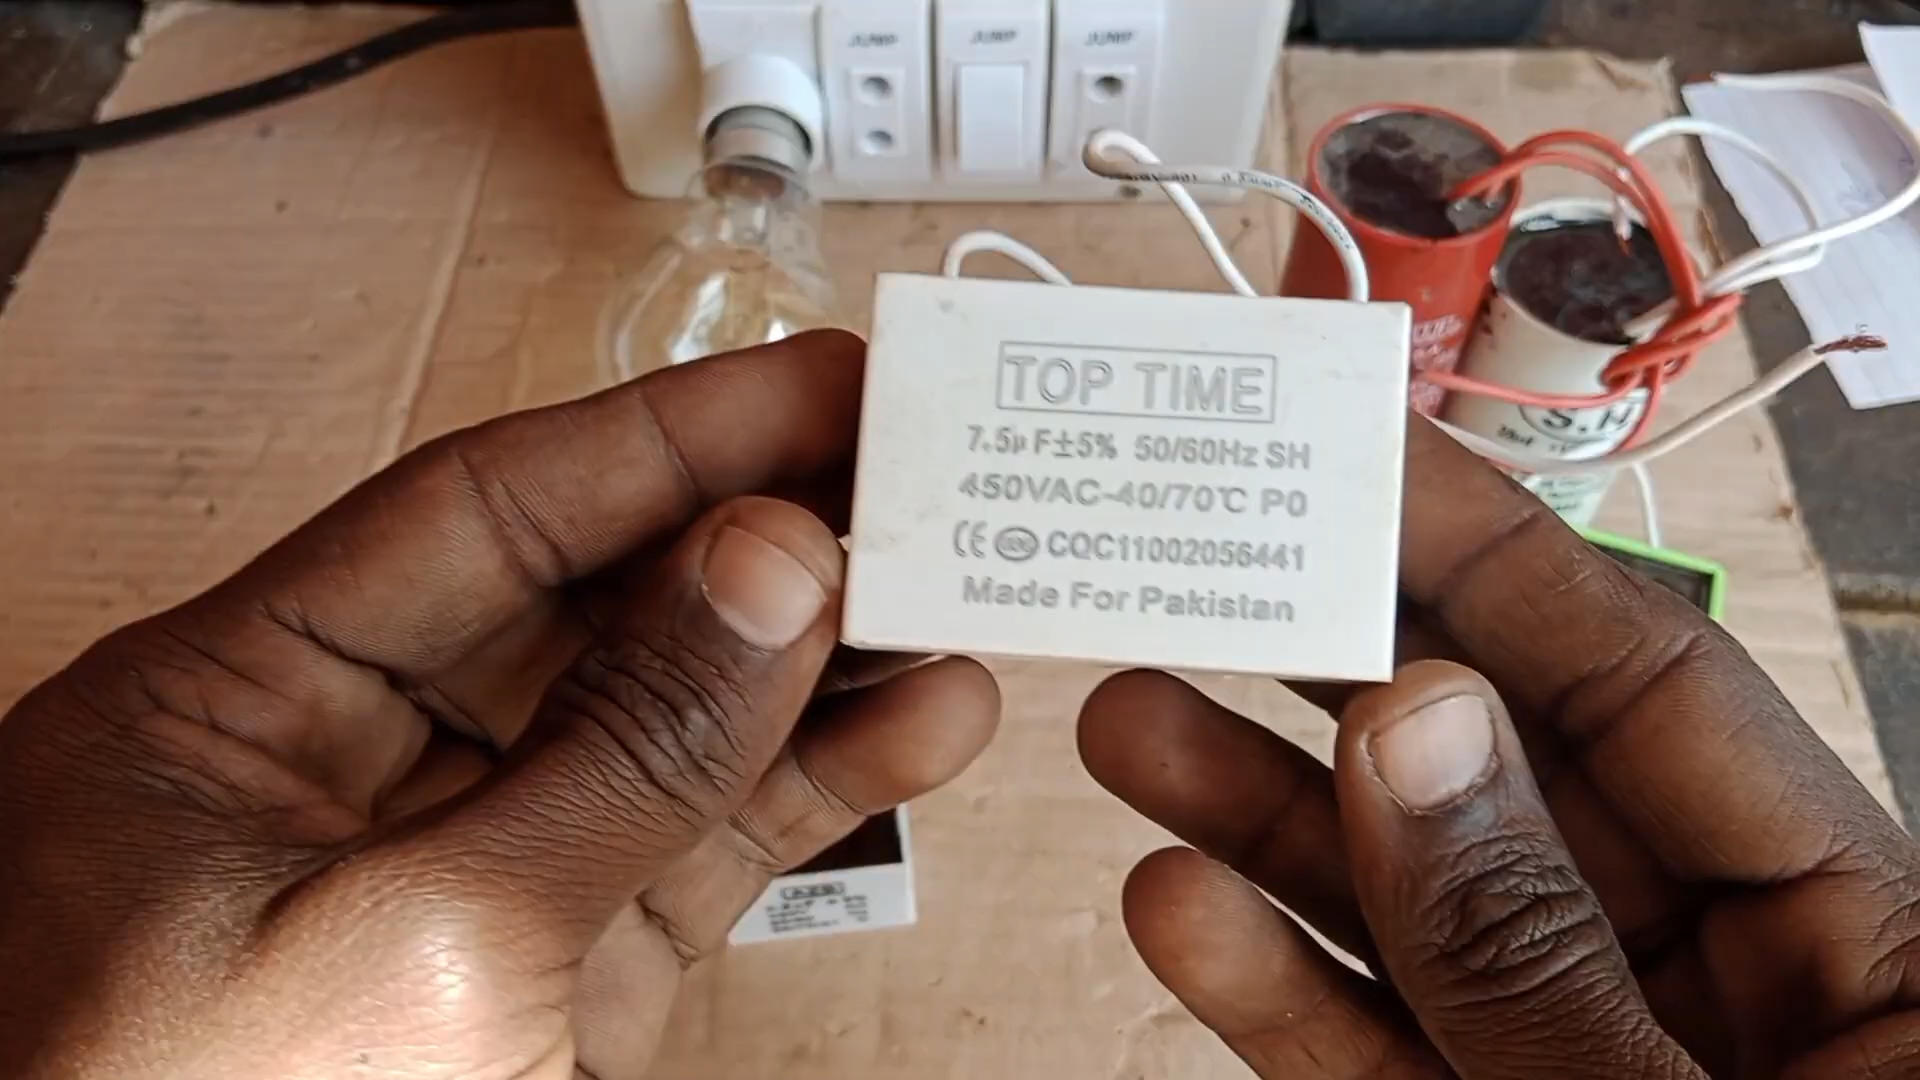 JUMP
JUMP
JUMP
TOP TIME
7.5μF±5% 50/60Hz SH
450VAC-40/70℃ P0
CE CQC11002056441
Made For Pakistan
S.N